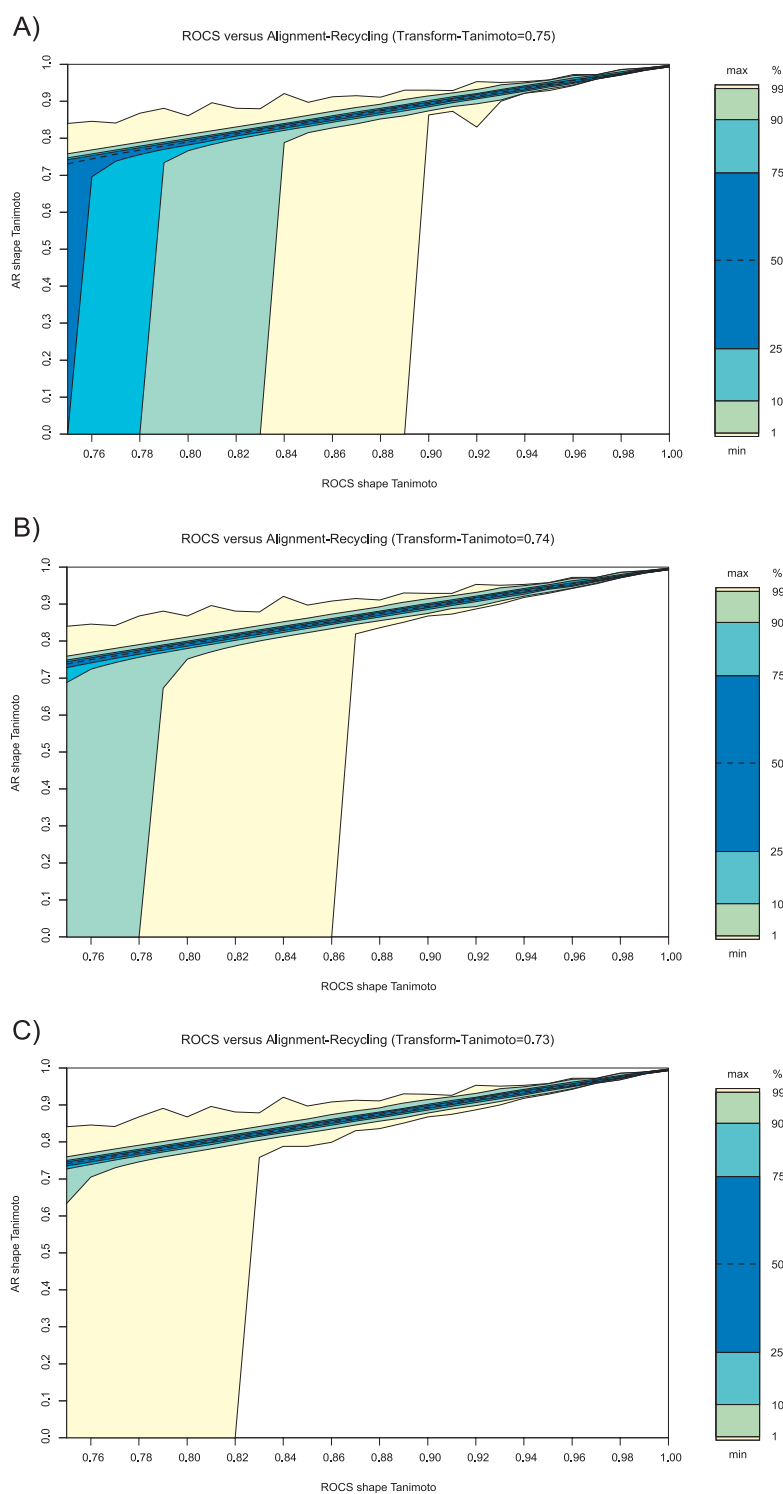 A)
ROCS versus Alignment-Recycling (Transform-Tanimoto=0.75)
AR shape Tanimoto
1.0
0.9
0.8
0.7
0.6
0.5
0.4
0.3
0.2
0.1
0.0
0.76 0.78 0.80 0.82 0.84 0.86 0.88 0.90 0.92 0.94 0.96 0.98 1.00
ROCS shape Tanimoto
max %
99
90
75
50
25
10
1
min
B)
ROCS versus Alignment-Recycling (Transform-Tanimoto=0.74)
AR shape Tanimoto
1.0
0.9
0.8
0.7
0.6
0.5
0.4
0.3
0.2
0.1
0.0
0.76 0.78 0.80 0.82 0.84 0.86 0.88 0.90 0.92 0.94 0.96 0.98 1.00
ROCS shape Tanimoto
max %
99
90
75
50
25
10
1
min
C)
ROCS versus Alignment-Recycling (Transform-Tanimoto=0.73)
AR shape Tanimoto
1.0
0.9
0.8
0.7
0.6
0.5
0.4
0.3
0.2
0.1
0.0
0.76 0.78 0.80 0.82 0.84 0.86 0.88 0.90 0.92 0.94 0.96 0.98 1.00
ROCS shape Tanimoto
max %
99
90
75
50
25
10
1
min